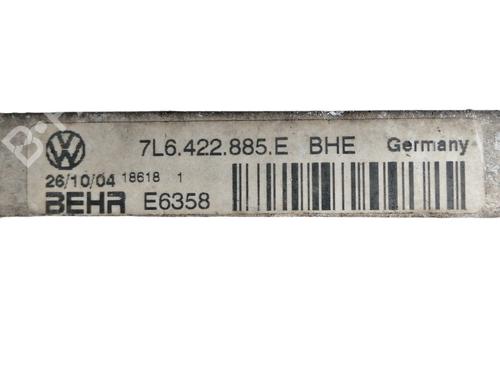 7L6.422.885.E BHE Germany
26/10/04 18618 1
BEHR E6358